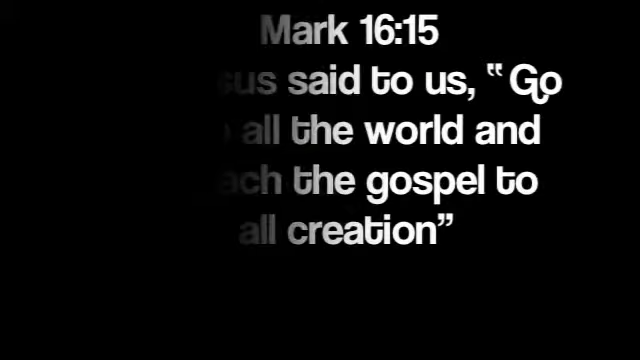 Mark 16:15
sus said to us, “Go
all the world and
ach the gospel to
all creation”